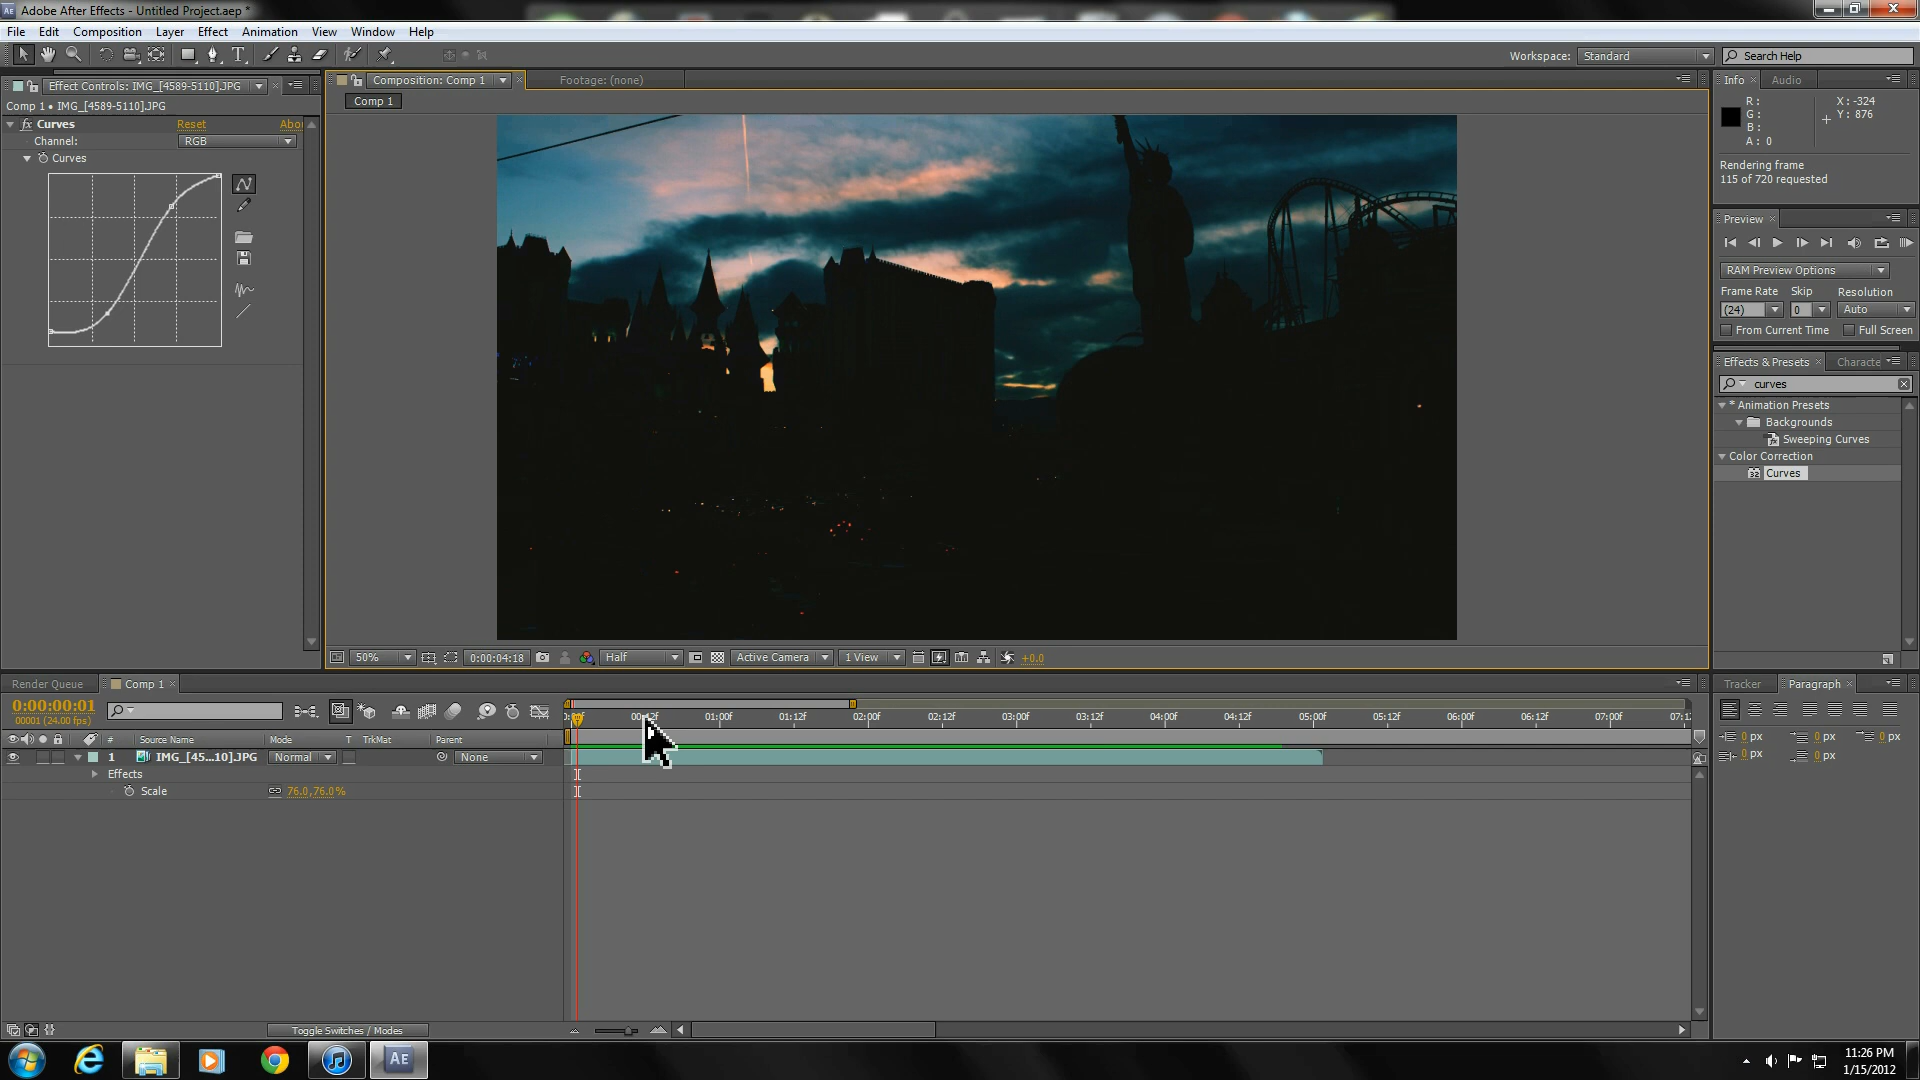 Ae Adobe After Effects - Untitled Project.aep *
File Edit Composition Layer Effect Animation View Window Help
T Workspace: Standard Search Help
Effect Controls: IMG_[4589-5110].JPG
Comp 1 • IMG_[4589-5110].JPG
fx Curves Reset Abo
Channel: RGB
Curves
Composition: Comp 1 Footage: (none)
Comp 1
50% 0:00:04:18 Half Active Camera 1 View +0.0
Info Audio
R: X: -324
G: Y: 876
B:
A: 0
Rendering frame
115 of 720 requested
Preview
RAM Preview Options
Frame Rate Skip Resolution
(24) 0 Auto
From Current Time Full Screen
Effects & Presets Characte
curves
* Animation Presets
Backgrounds
Sweeping Curves
Color Correction
32 Curves
Render Queue Comp 1
0:00:00:01
00001 (24.00 fps)
01:00f 01:12f 02:00f 02:12f 03:00f 03:12f 04:00f 04:12f 05:00f 05:12f 06:00f 06:12f 07:00f 07:1
# Source Name Mode T TrkMat Parent
1 IMG_[45...10].JPG Normal None
Effects
Scale 76.0,76.0%
Toggle Switches / Modes
Tracker Paragraph
0 px 0 px 0 px
0 px 0 px
Ae
11:26 PM
1/15/2012